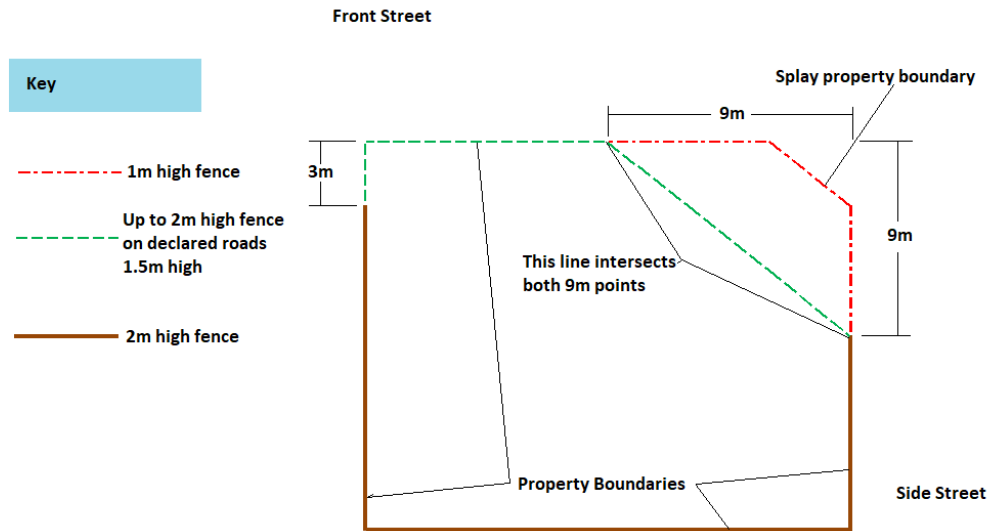 Front Street
Key
Splay property boundary
9m
1m high fence
3m
Up to 2m high fence
on declared roads
1.5m high
9m
This line intersects
both 9m points
2m high fence
Property Boundaries
Side Street